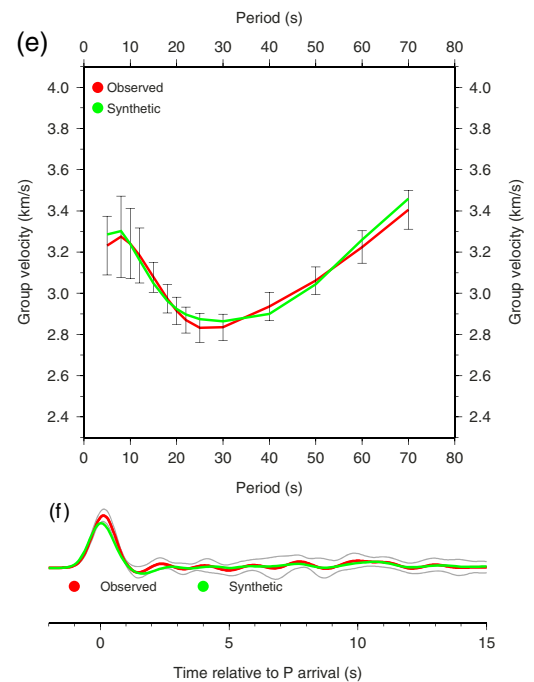 Period (s)
(e)
0 10 20 30 40 50 60 70 80
4.0 4.0
Observed
Synthetic
3.8 3.8
3.6 3.6
3.4 3.4
3.2 3.2
3.0 3.0
2.8 2.8
2.6 2.6
2.4 2.4
Group velocity (km/s)
Group velocity (km/s)
0 10 20 30 40 50 60 70 80
Period (s)
(f)
Observed Synthetic
0 5 10 15
Time relative to P arrival (s)